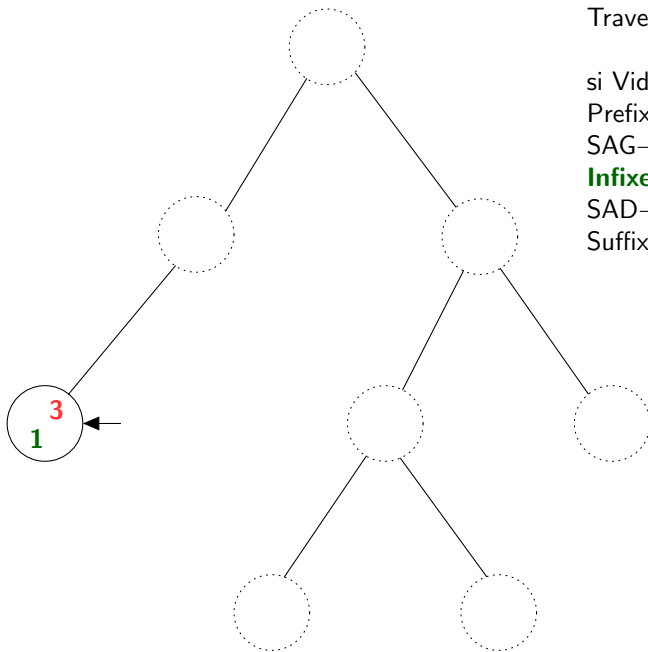 Trave
si Vid
Prefix
SAG–
Infixe
SAD–
Suffix
3
1